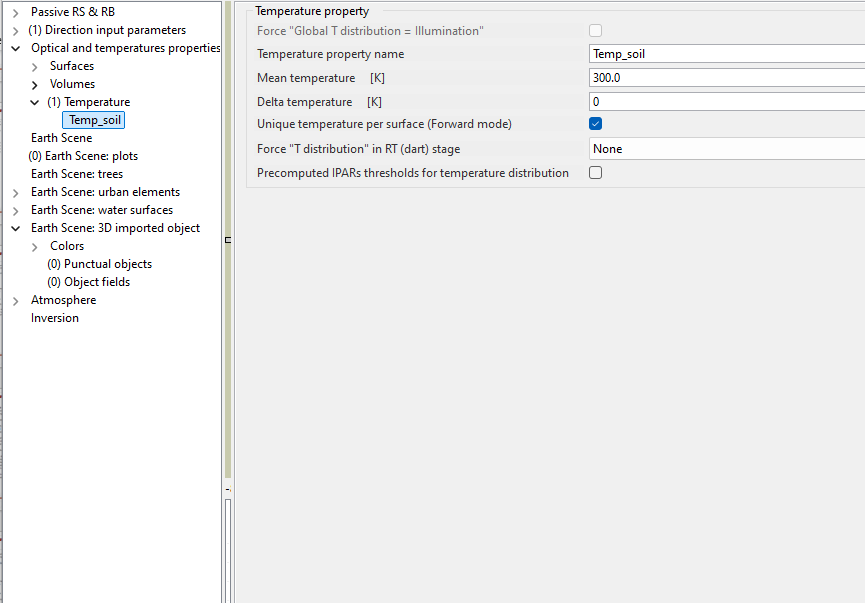 Passive RS & RB
(1) Direction input parameters
Optical and temperatures properties
Surfaces
Volumes
(1) Temperature
Temp_soil
Earth Scene
(0) Earth Scene: plots
Earth Scene: trees
Earth Scene: urban elements
Earth Scene: water surfaces
Earth Scene: 3D imported object
Colors
(0) Punctual objects
(0) Object fields
Atmosphere
Inversion
Temperature property
Force "Global T distribution = Illumination"
Temperature property name Temp_soil
Mean temperature [K] 300.0
Delta temperature [K] 0
Unique temperature per surface (Forward mode)
Force "T distribution" in RT (dart) stage None
Precomputed IPARs thresholds for temperature distribution